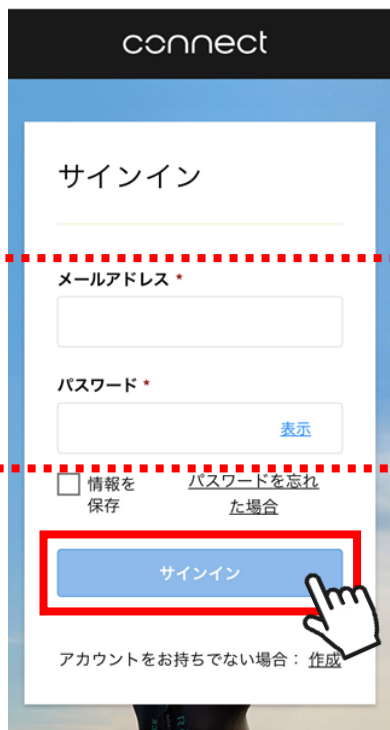 connect
サインイン
メールアドレス *
パスワード *
表示
情報を
保存
パスワードを忘れ
た場合
サインイン
アカウントをお持ちでない場合： 作成